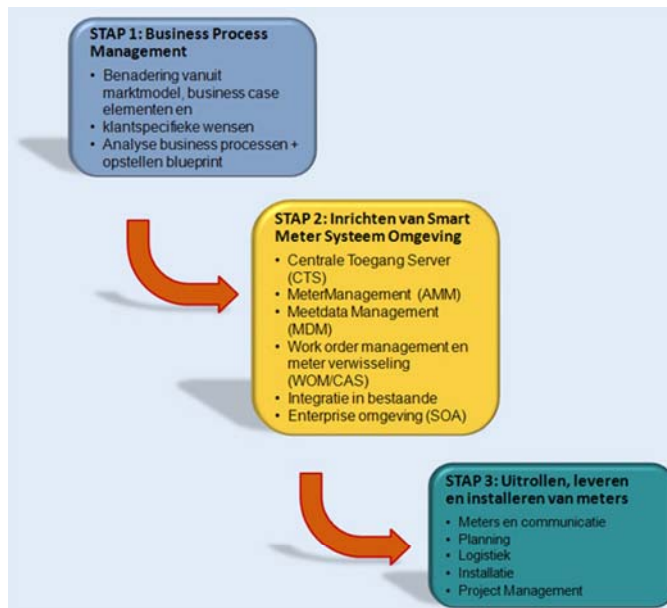 STAP 1: Business Process
Management
• Benadering vanuit
marktmodel, business case
elementen en
• klantspecifieke wensen
• Analyse business processen +
opstellen blueprint
STAP 2: Inrichten van Smart
Meter Systeem Omgeving
• Centrale Toegang Server
(CTS)
• MeterManagement (AMM)
• Meetdata Management
(MDM)
• Work order management en
meter verwisseling
(WOM/CAS)
• Integratie in bestaande
• Enterprise omgeving (SOA)
STAP 3: Uitrollen, leveren
en installeren van meters
• Meters en communicatie
• Planning
• Logistiek
• Installatie
• Project Management